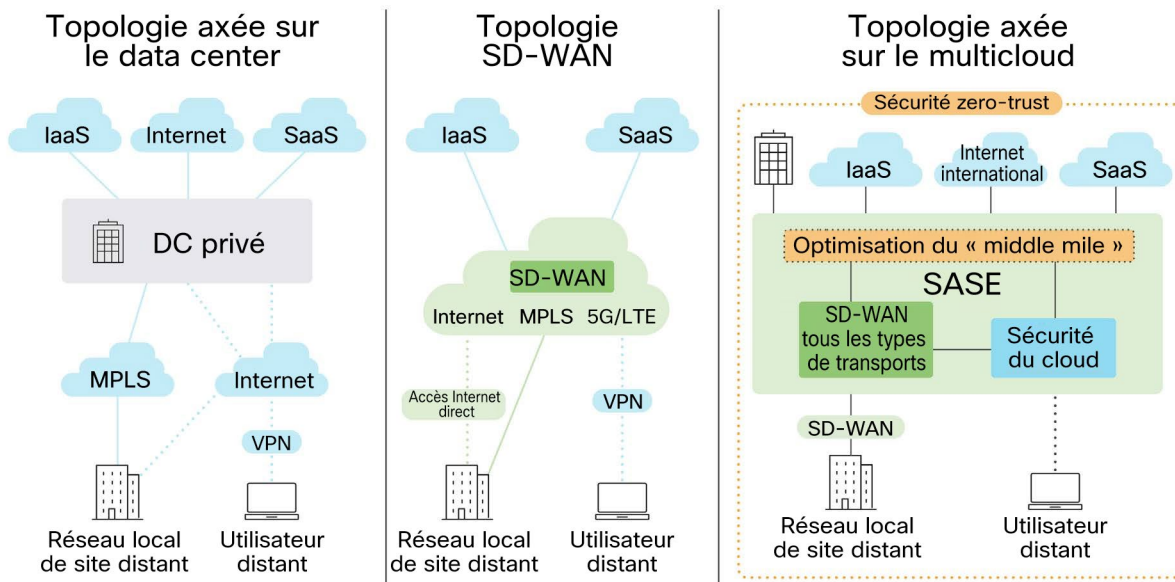 Topologie axée sur
le data center
IaaS
Internet
SaaS
DC privé
MPLS
Internet
VPN
Réseau local
de site distant
Utilisateur
distant
Topologie
SD-WAN
IaaS
SaaS
SD-WAN
Internet
MPLS
5G/LTE
Accès Internet
direct
VPN
Réseau local
de site distant
Utilisateur
distant
Topologie axée
sur le multicloud
Sécurité zero-trust
IaaS
Internet
international
SaaS
Optimisation du « middle mile »
SASE
SD-WAN
tous les types
de transports
Sécurité
du cloud
SD-WAN
Réseau local
de site distant
Utilisateur
distant